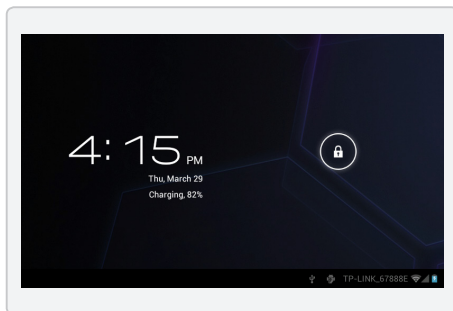 4:15 PM
Thu, March 29
Charging, 82%
TP-LINK_67888E